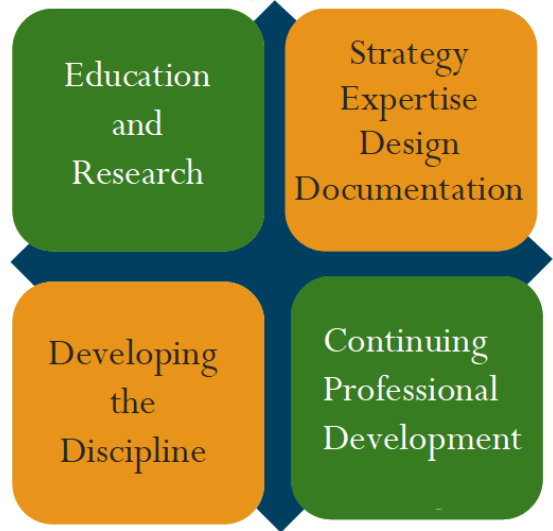 Education
and
Research
Strategy
Expertise
Design
Documentation
Developing
the
Discipline
Continuing
Professional
Development